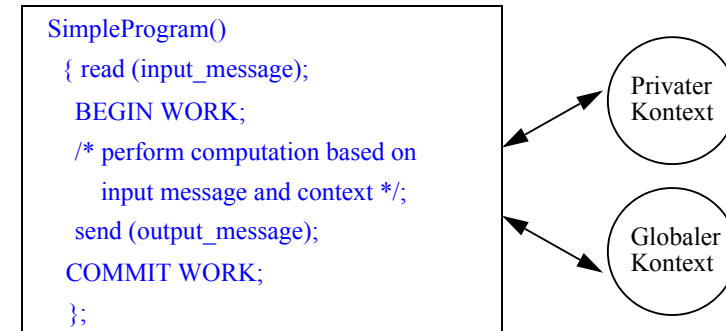 SimpleProgram()
{ read (input_message);
BEGIN WORK;
/* perform computation based on
input message and context */;
send (output_message);
COMMIT WORK;
};
Privater
Kontext
Globaler
Kontext